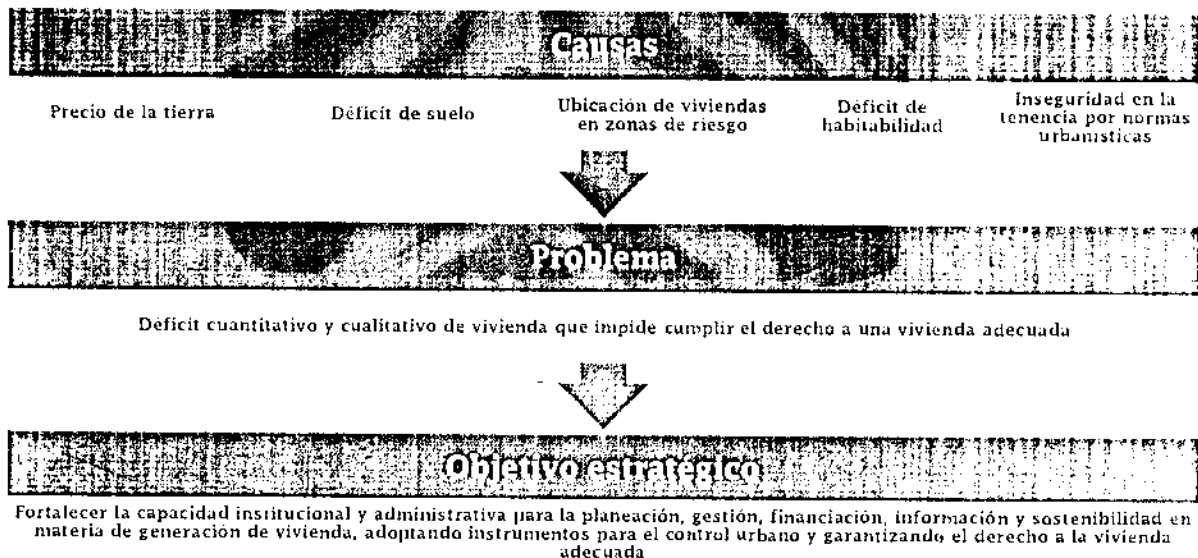 Causas
Precio de la tierra
Déficit de suelo
Ubicación de viviendas
en zonas de riesgo
Déficit de
habitabilidad
Inseguridad en la
tenencia por normas
urbanísticas
Problema
Déficit cuantitativo y cualitativo de vivienda que impide cumplir el derecho a una vivienda adecuada
Objetivo estratégico
Fortalecer la capacidad institucional y administrativa para la planeación, gestión, financiación, información y sostenibilidad en
materia de generación de vivienda, adoptando instrumentos para el control urbano y garantizando el derecho a la vivienda
adecuada